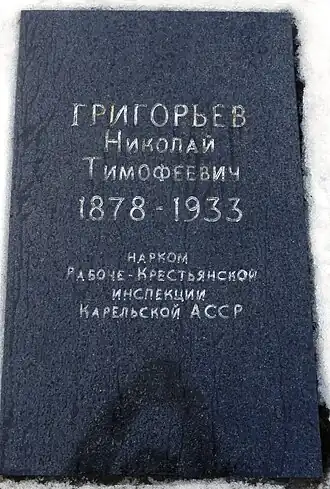 ГРИГОРЬЕВ
Николай
Тимофеевич
1878-1933
нарком
Рабоче-Крестьянской
инспекции
Карельской АССР